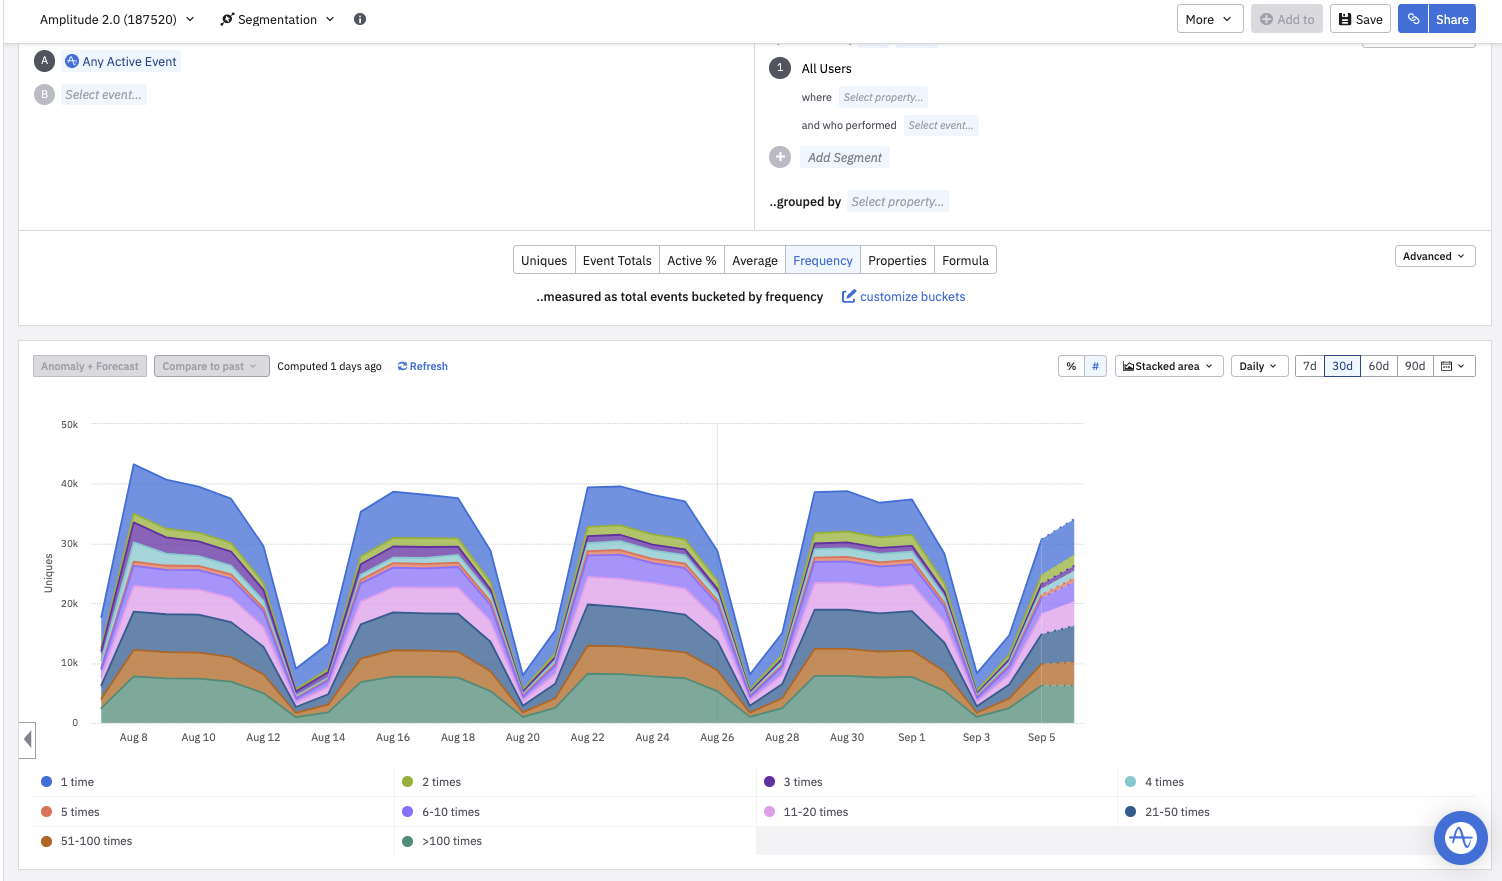 Amplitude 2.0 (187520) Segmentation More Add to Save Share
A Any Active Event
B Select event...
1 All Users
where Select property...
and who performed Select event...
Add Segment
..grouped by Select property...
Uniques Event Totals Active % Average Frequency Properties Formula
Advanced
..measured as total events bucketed by frequency customize buckets
Anomaly + Forecast Compare to past Computed 1 days ago Refresh % # Stacked area Daily 7d 30d 60d 90d
50k
40k
30k
20k
10k
0
Uniques
Aug 8 Aug 10 Aug 12 Aug 14 Aug 16 Aug 18 Aug 20 Aug 22 Aug 24 Aug 26 Aug 28 Aug 30 Sep 1 Sep 3 Sep 5
1 time 2 times 3 times 4 times
5 times 6-10 times 11-20 times 21-50 times
51-100 times >100 times